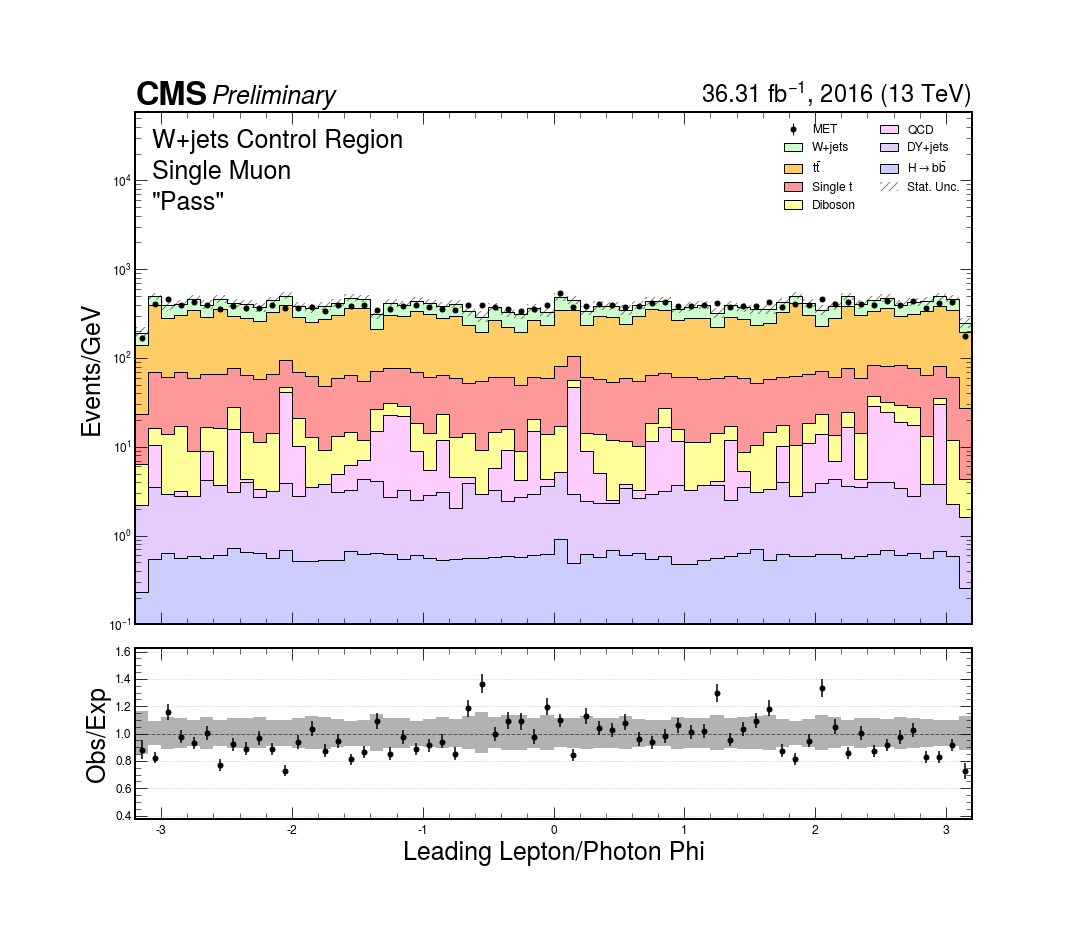 CMS Preliminary
36.31 fb⁻¹, 2016 (13 TeV)
W+jets Control Region
Single Muon
"Pass"
MET
W+jets
tt̄
Single t
Diboson
QCD
DY+jets
H→bb̄
Stat. Unc.
Events/GeV
10⁴
10³
10²
10¹
10⁰
10⁻¹
Obs/Exp
1.6
1.4
1.2
1.0
0.8
0.6
0.4
-3 -2 -1 0 1 2 3
Leading Lepton/Photon Phi